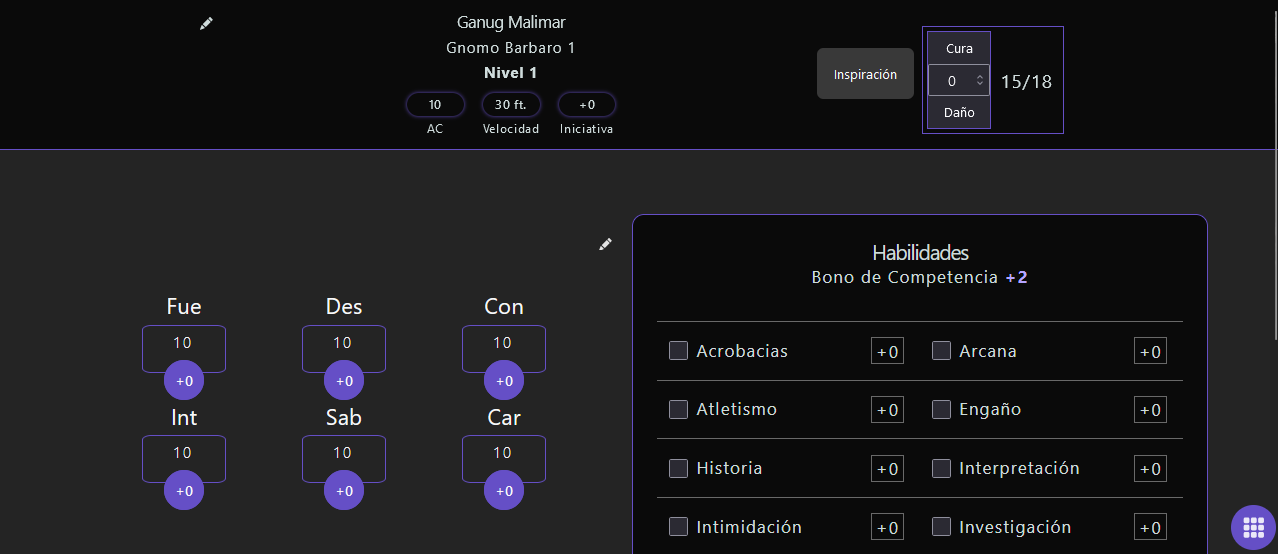 Ganug Malimar
Gnomo Barbaro 1
Nivel 1
10 30 ft. +0
AC Velocidad Iniciativa
Inspiración
Cura
0
Daño
15/18
Fue Des Con
10 10 10
+0 +0 +0
Int Sab Car
10 10 10
+0 +0 +0
Habilidades
Bono de Competencia +2
Acrobacias +0 Arcana +0
Atletismo +0 Engaño +0
Historia +0 Interpretación +0
Intimidación +0 Investigación +0